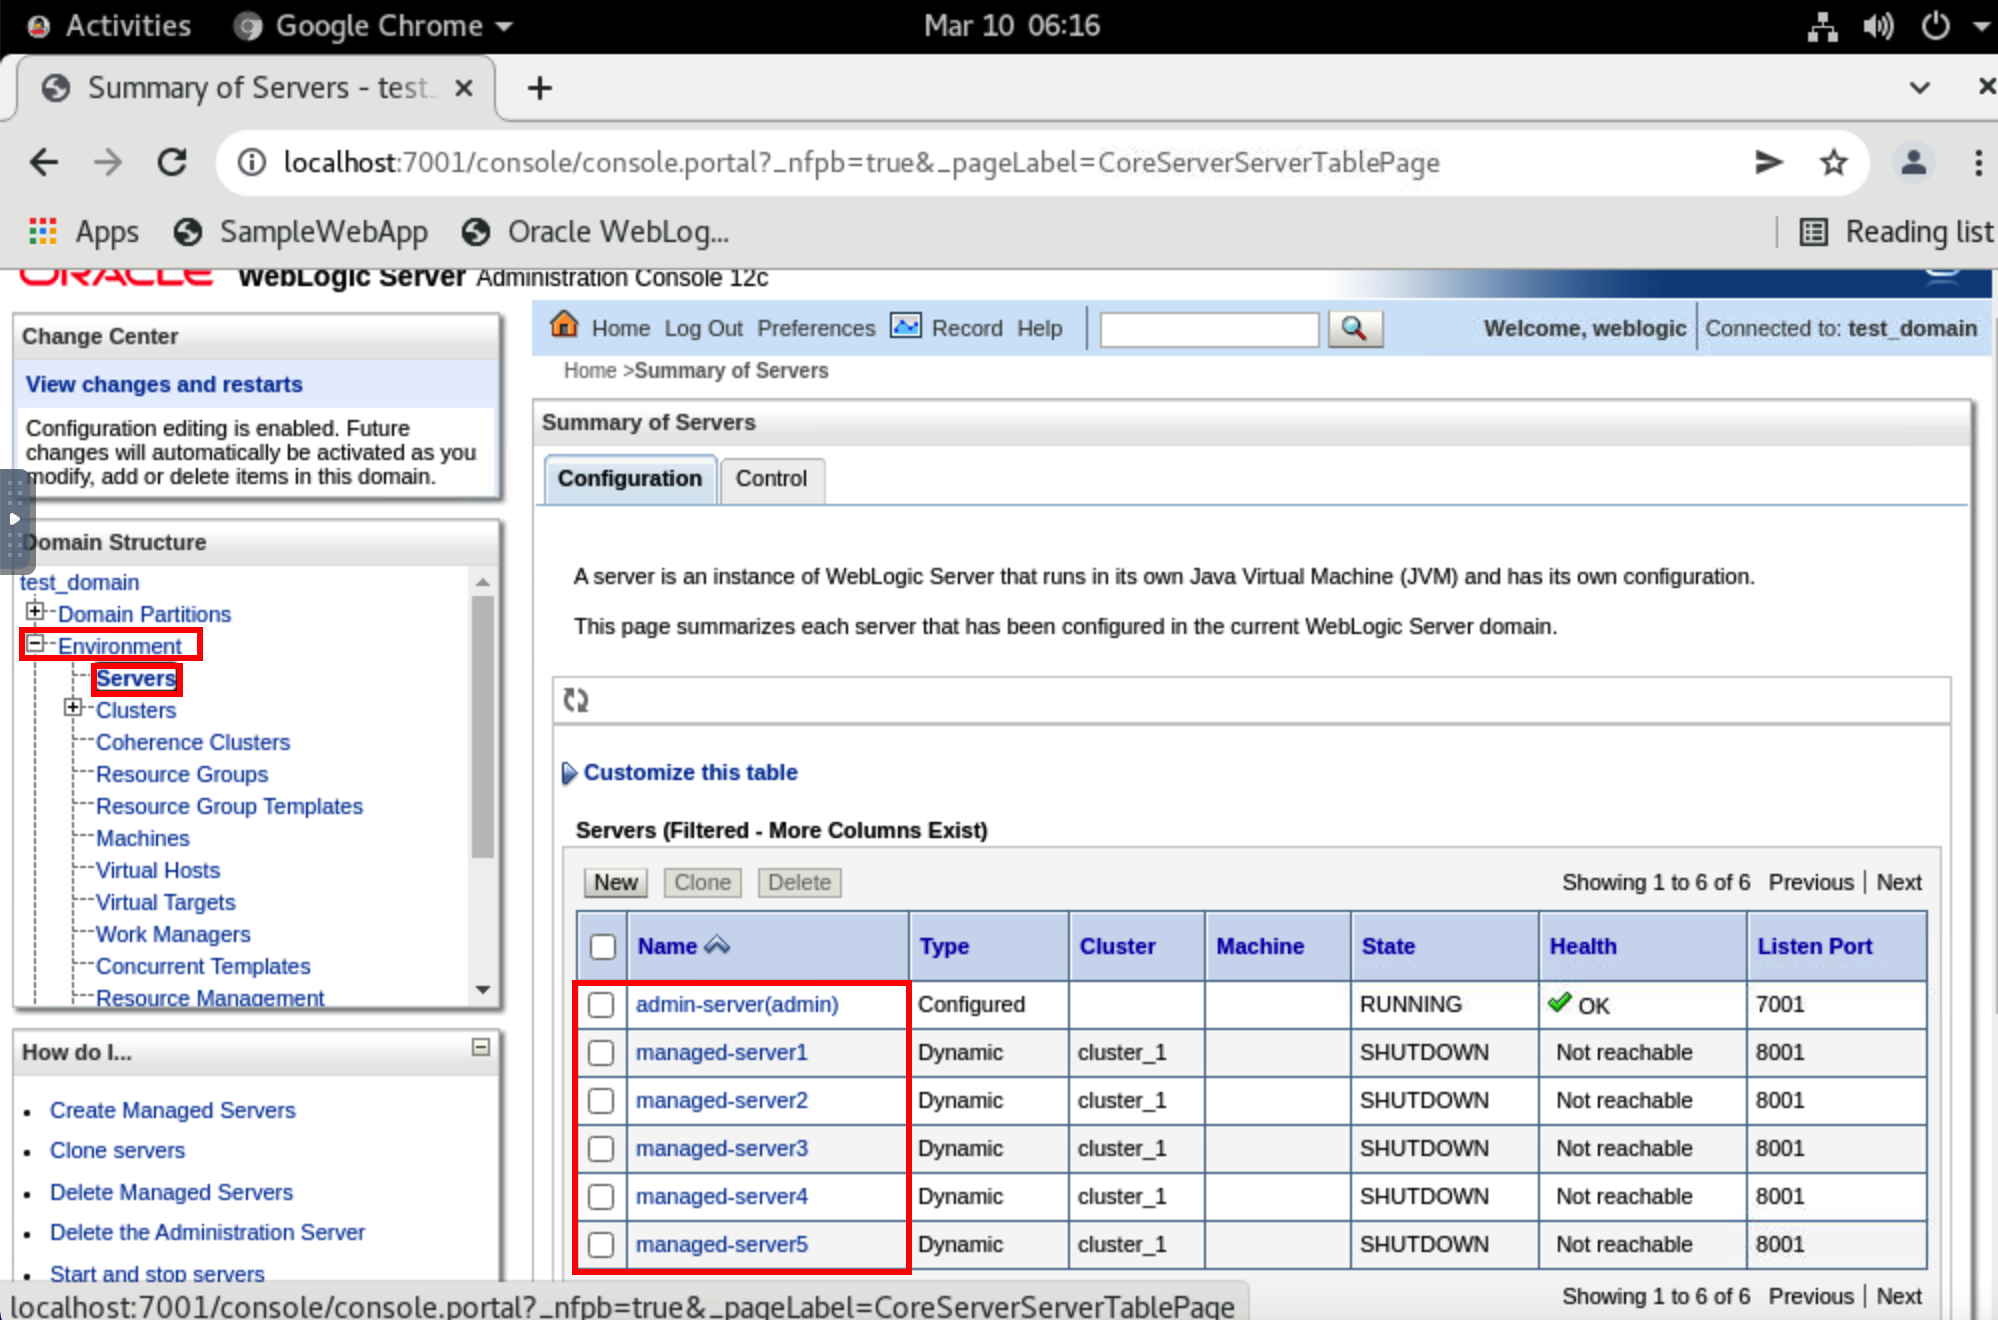 Activities Google Chrome Mar 10 06:16
Summary of Servers - test
localhost:7001/console/console.portal?_nfpb=true&_pageLabel=CoreServerServerTablePage
Apps SampleWebApp Oracle WebLog... Reading list
ORACLE WebLogic Server Administration Console 12c
Change Center
View changes and restarts
Configuration editing is enabled. Future
changes will automatically be activated as you
modify, add or delete items in this domain.
Domain Structure
test_domain
Domain Partitions
Environment
Servers
Clusters
Coherence Clusters
Resource Groups
Resource Group Templates
Machines
Virtual Hosts
Virtual Targets
Work Managers
Concurrent Templates
Resource Management
How do I...
Create Managed Servers
Clone servers
Delete Managed Servers
Delete the Administration Server
Start and stop servers
Home Log Out Preferences Record Help Welcome, weblogic Connected to: test_domain
Home >Summary of Servers
Summary of Servers
Configuration Control
A server is an instance of WebLogic Server that runs in its own Java Virtual Machine (JVM) and has its own configuration.
This page summarizes each server that has been configured in the current WebLogic Server domain.
Customize this table
Servers (Filtered - More Columns Exist)
New Clone Delete Showing 1 to 6 of 6 Previous | Next
Name Type Cluster Machine State Health Listen Port
admin-server(admin) Configured RUNNING OK 7001
managed-server1 Dynamic cluster_1 SHUTDOWN Not reachable 8001
managed-server2 Dynamic cluster_1 SHUTDOWN Not reachable 8001
managed-server3 Dynamic cluster_1 SHUTDOWN Not reachable 8001
managed-server4 Dynamic cluster_1 SHUTDOWN Not reachable 8001
managed-server5 Dynamic cluster_1 SHUTDOWN Not reachable 8001
Showing 1 to 6 of 6 Previous | Next
localhost:7001/console/console.portal?_nfpb=true&_pageLabel=CoreServerServerTablePage